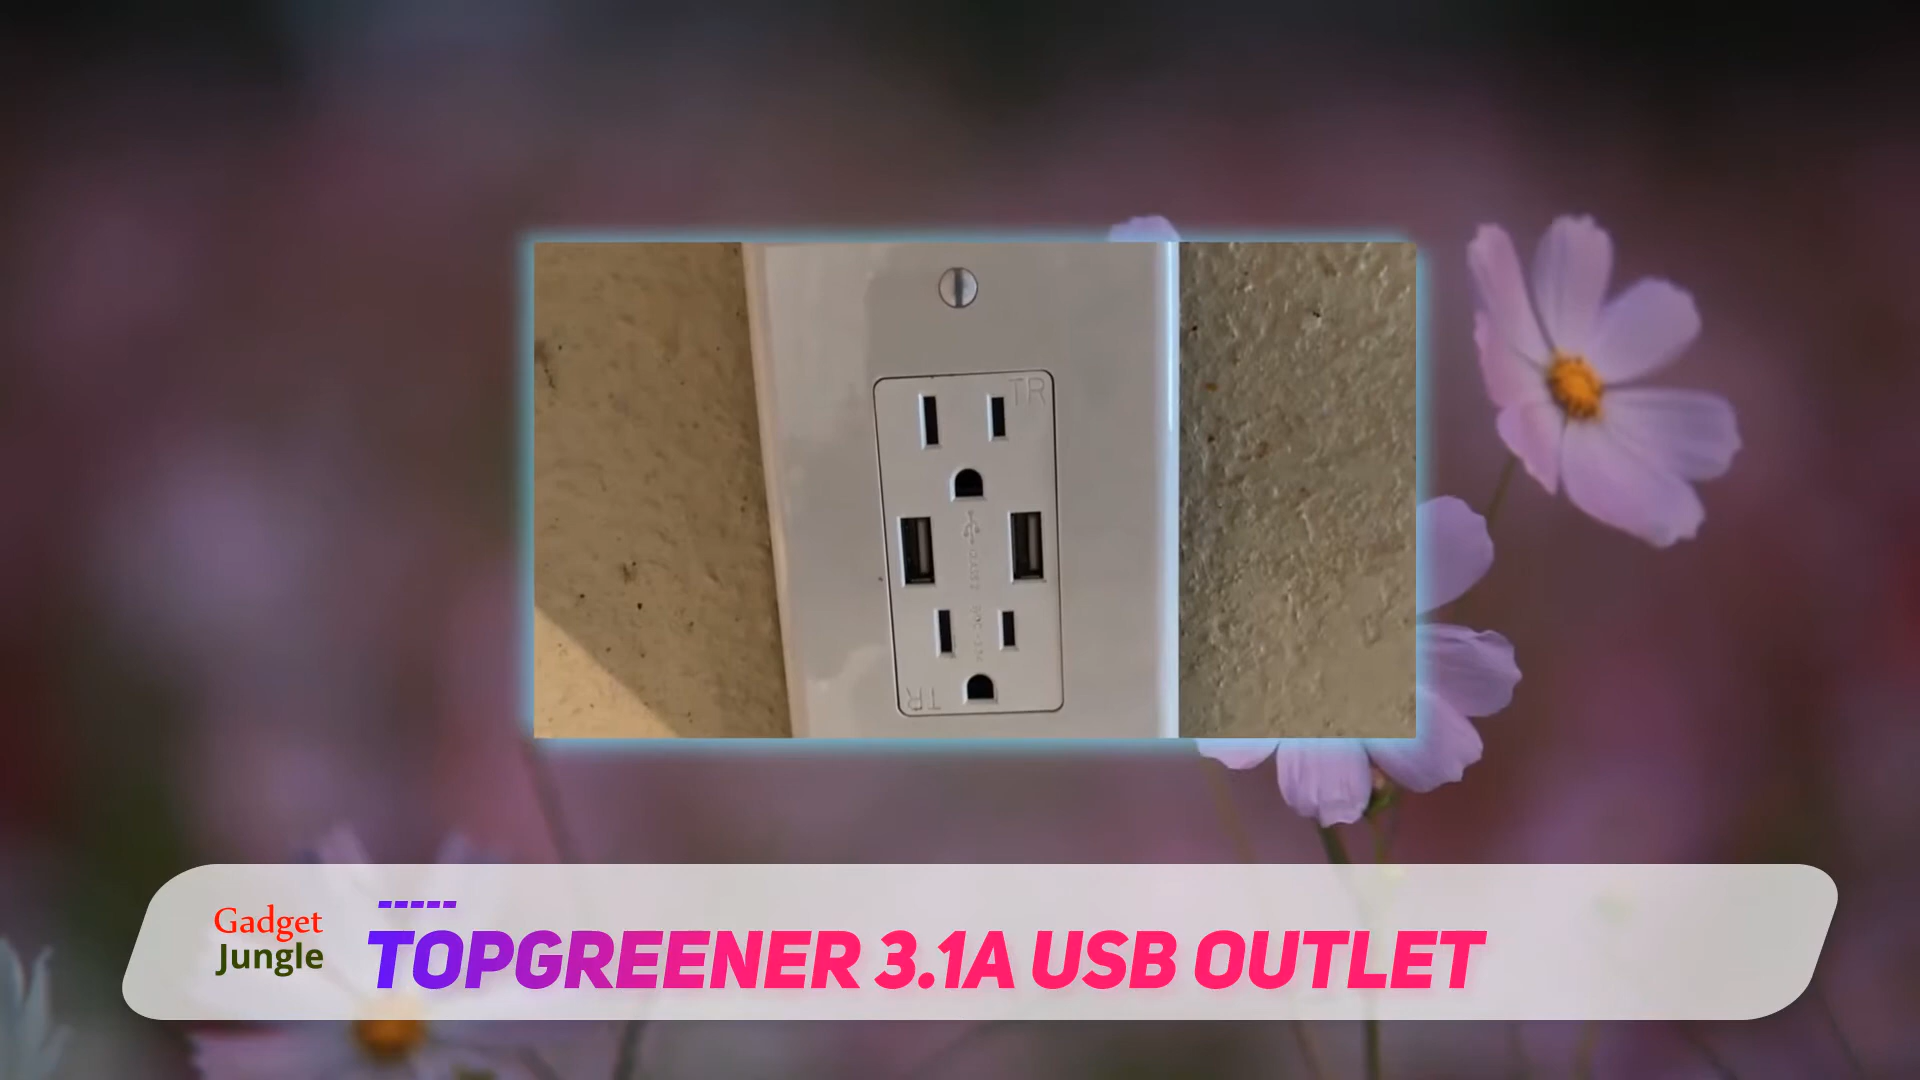 TR
TR
Gadget
Jungle
TOPGREENER 3.1A USB OUTLET